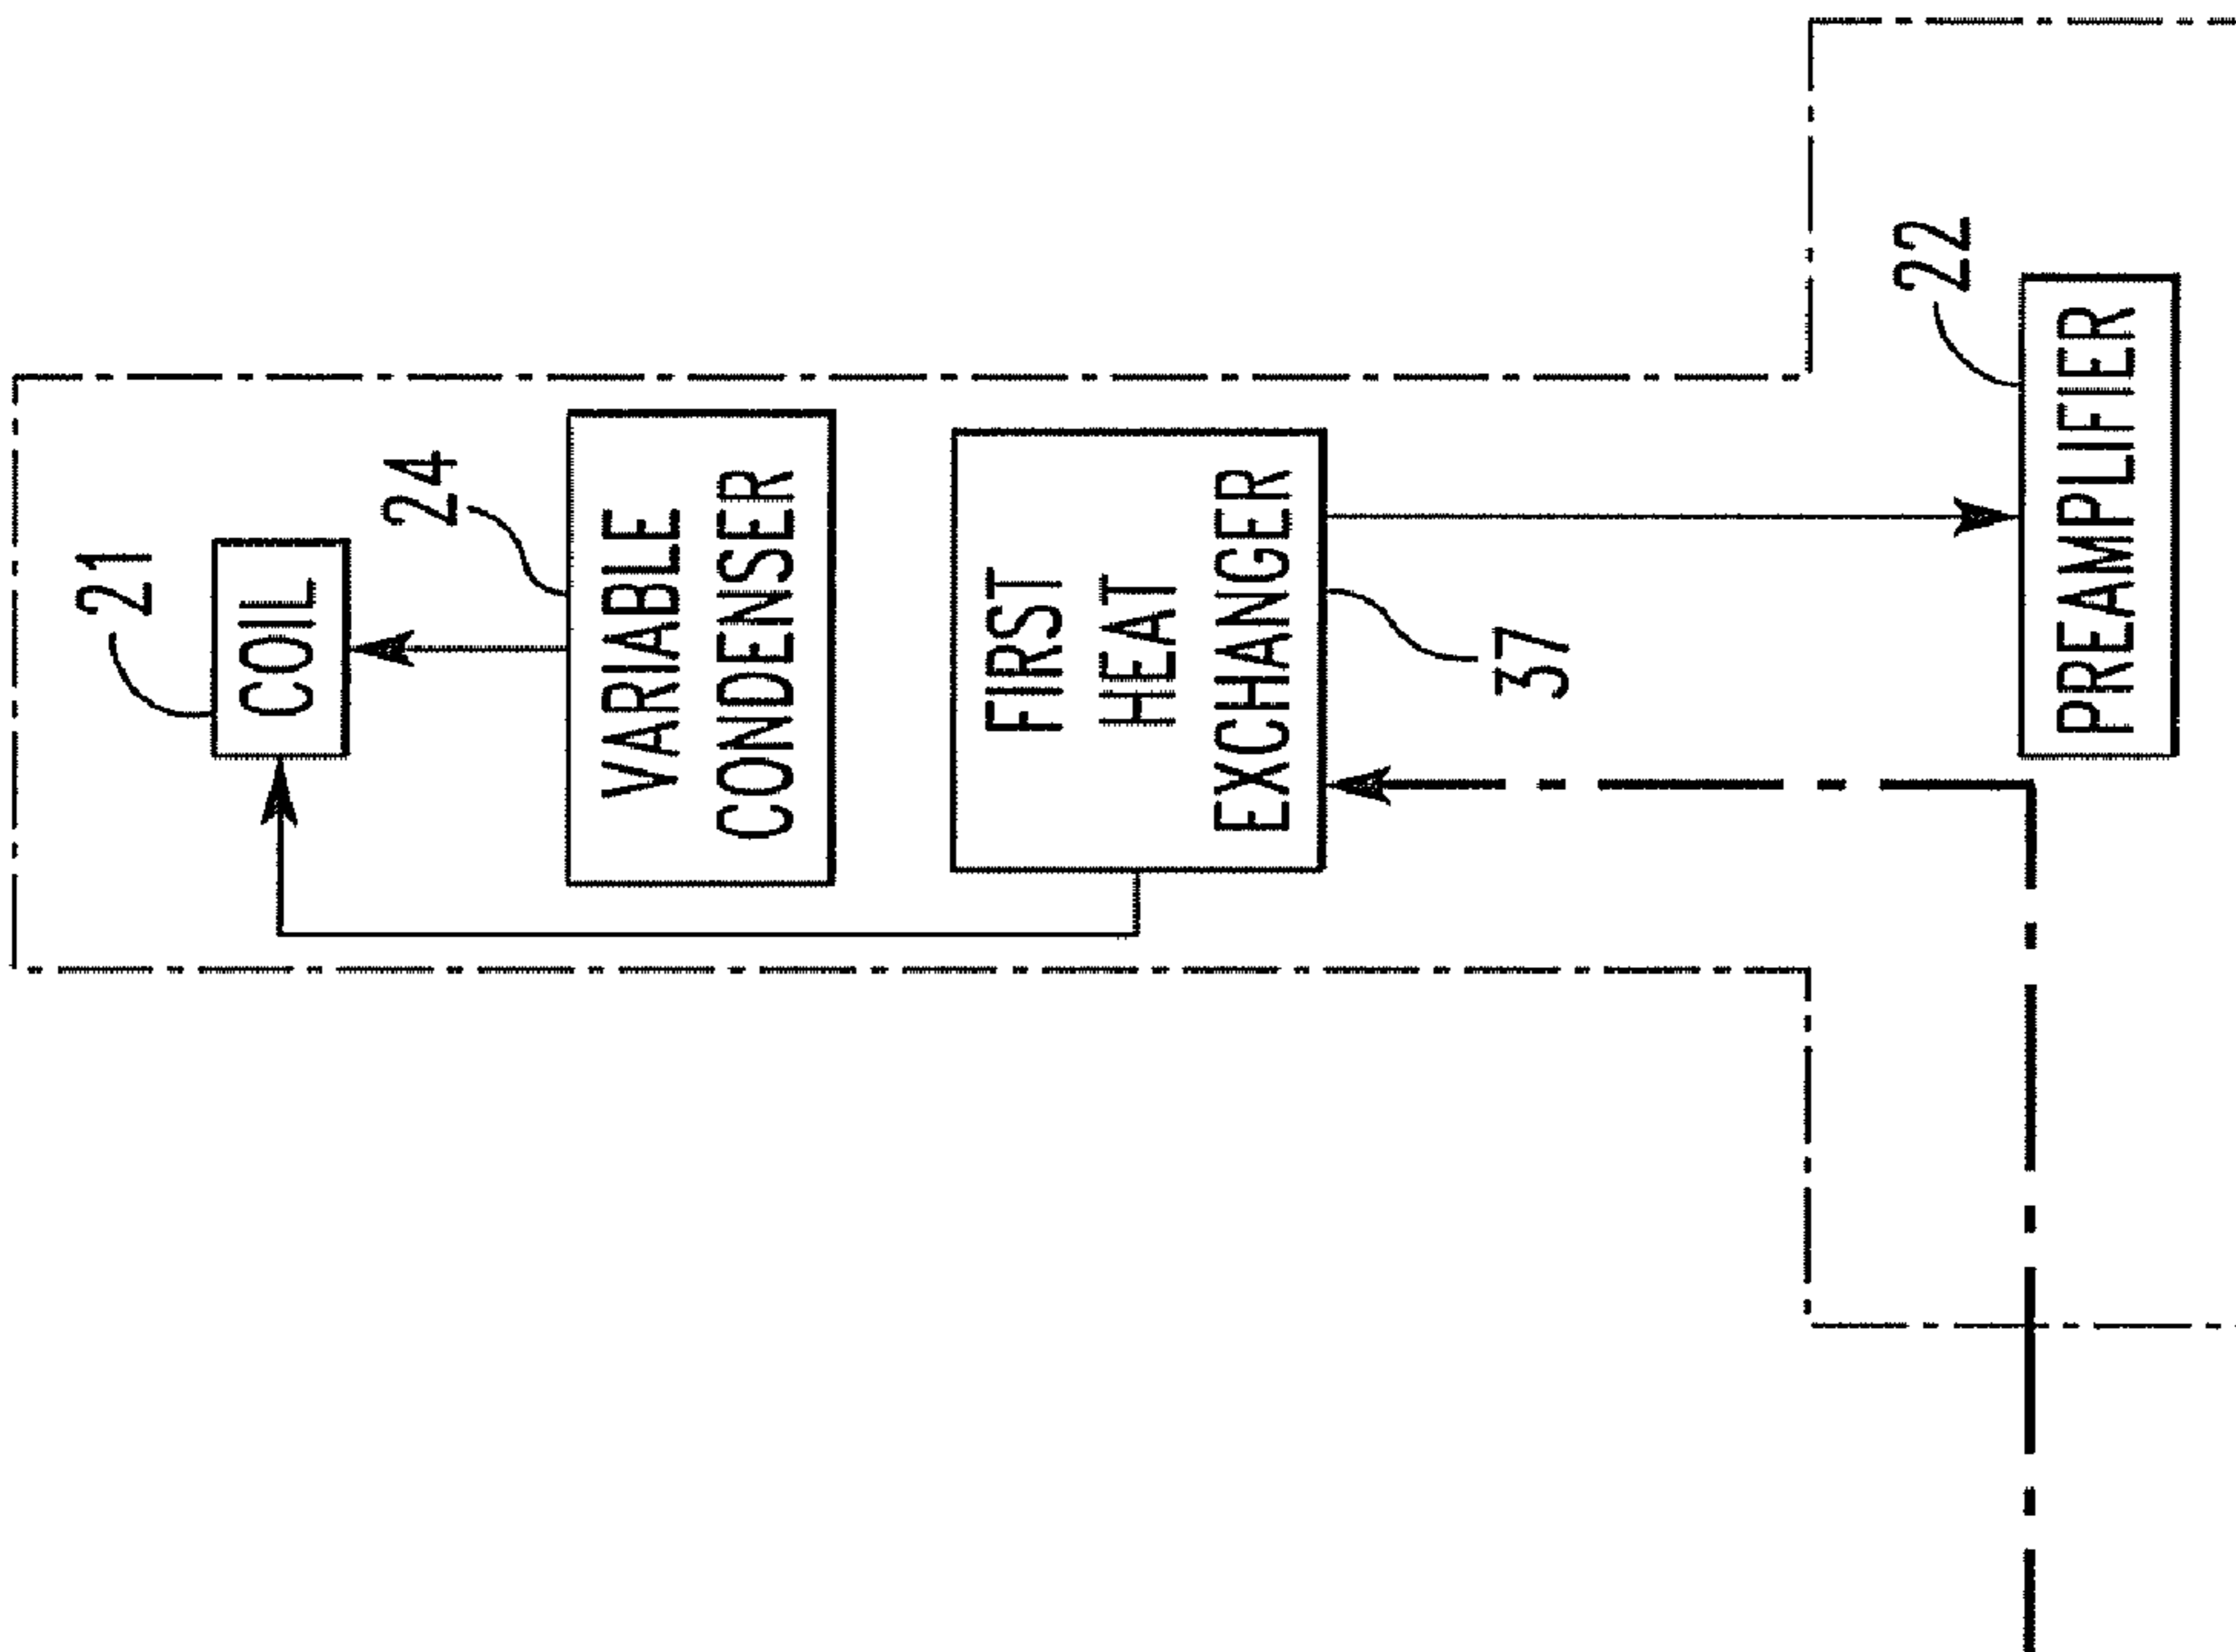 21
COIL
24
VARIABLE
CONDENSER
FIRST
HEAT
EXCHANGER
37
22
PREAMPLIFIER